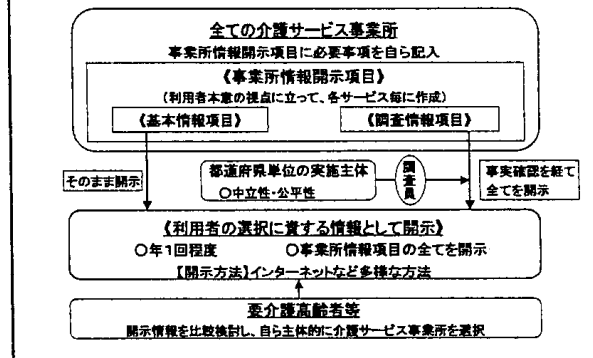 全ての介護サービス事業所
事業所情報開示項目に必要事項を自ら記入
《事業所情報開示項目》
(利用者本意の視点に立って、各サービス毎に作成)
《基本情報項目》
《調査情報項目》
そのまま開示
都道府県単位の実施主体
○中立性・公平性
調査員
事実確認を経て
全てを開示
《利用者の選択に資する情報として開示》
○年1回程度 ○事業所情報項目の全てを開示
【開示方法】インターネットなど多様な方法
要介護高齢者等
開示情報を比較検討し、自ら主体的に介護サービス事業所を選択